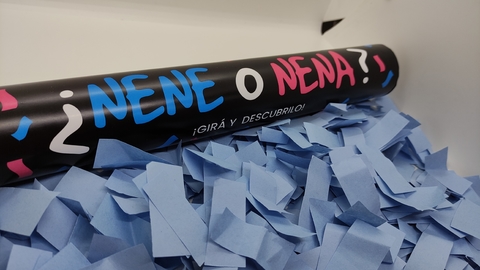 ¿NENE O NENA?
¡GIRÁ Y DESCUBRILO!